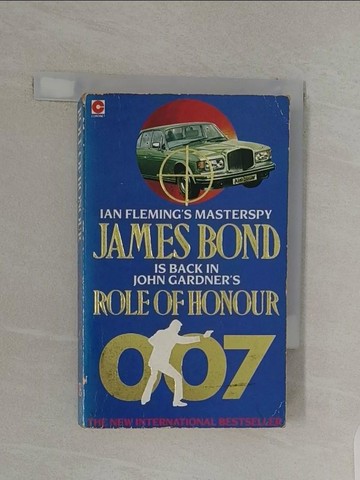 IAN FLEMING'S MASTERSPY
JAMES BOND
IS BACK IN
JOHN GARDNER'S
ROLE OF HONOUR
007
THE NEW INTERNATIONAL BESTSELLER